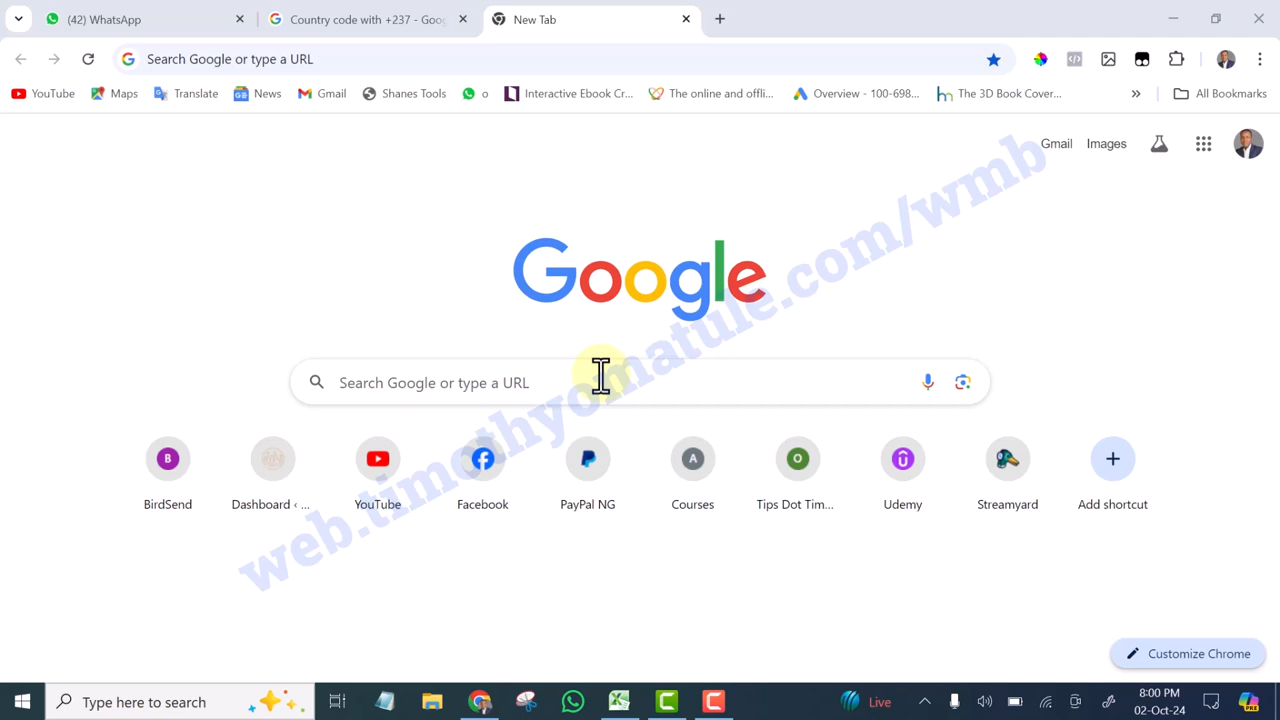 (42) WhatsApp
Country code with +237 - Goo
New Tab
Search Google or type a URL
YouTube
Maps
Translate
News
Gmail
Shanes Tools
o
Interactive Ebook Cr...
The online and offli...
Overview - 100-698...
The 3D Book Cover...
All Bookmarks
Gmail
Images
Google
Search Google or type a URL
web.timothyomatule.com/wmb
B
A
O
BirdSend
Dashboard ‹ ...
YouTube
Facebook
PayPal NG
Courses
Tips Dot Tim...
Udemy
Streamyard
Add shortcut
Customize Chrome
Type here to search
Live
8:00 PM
02-Oct-24
PRE